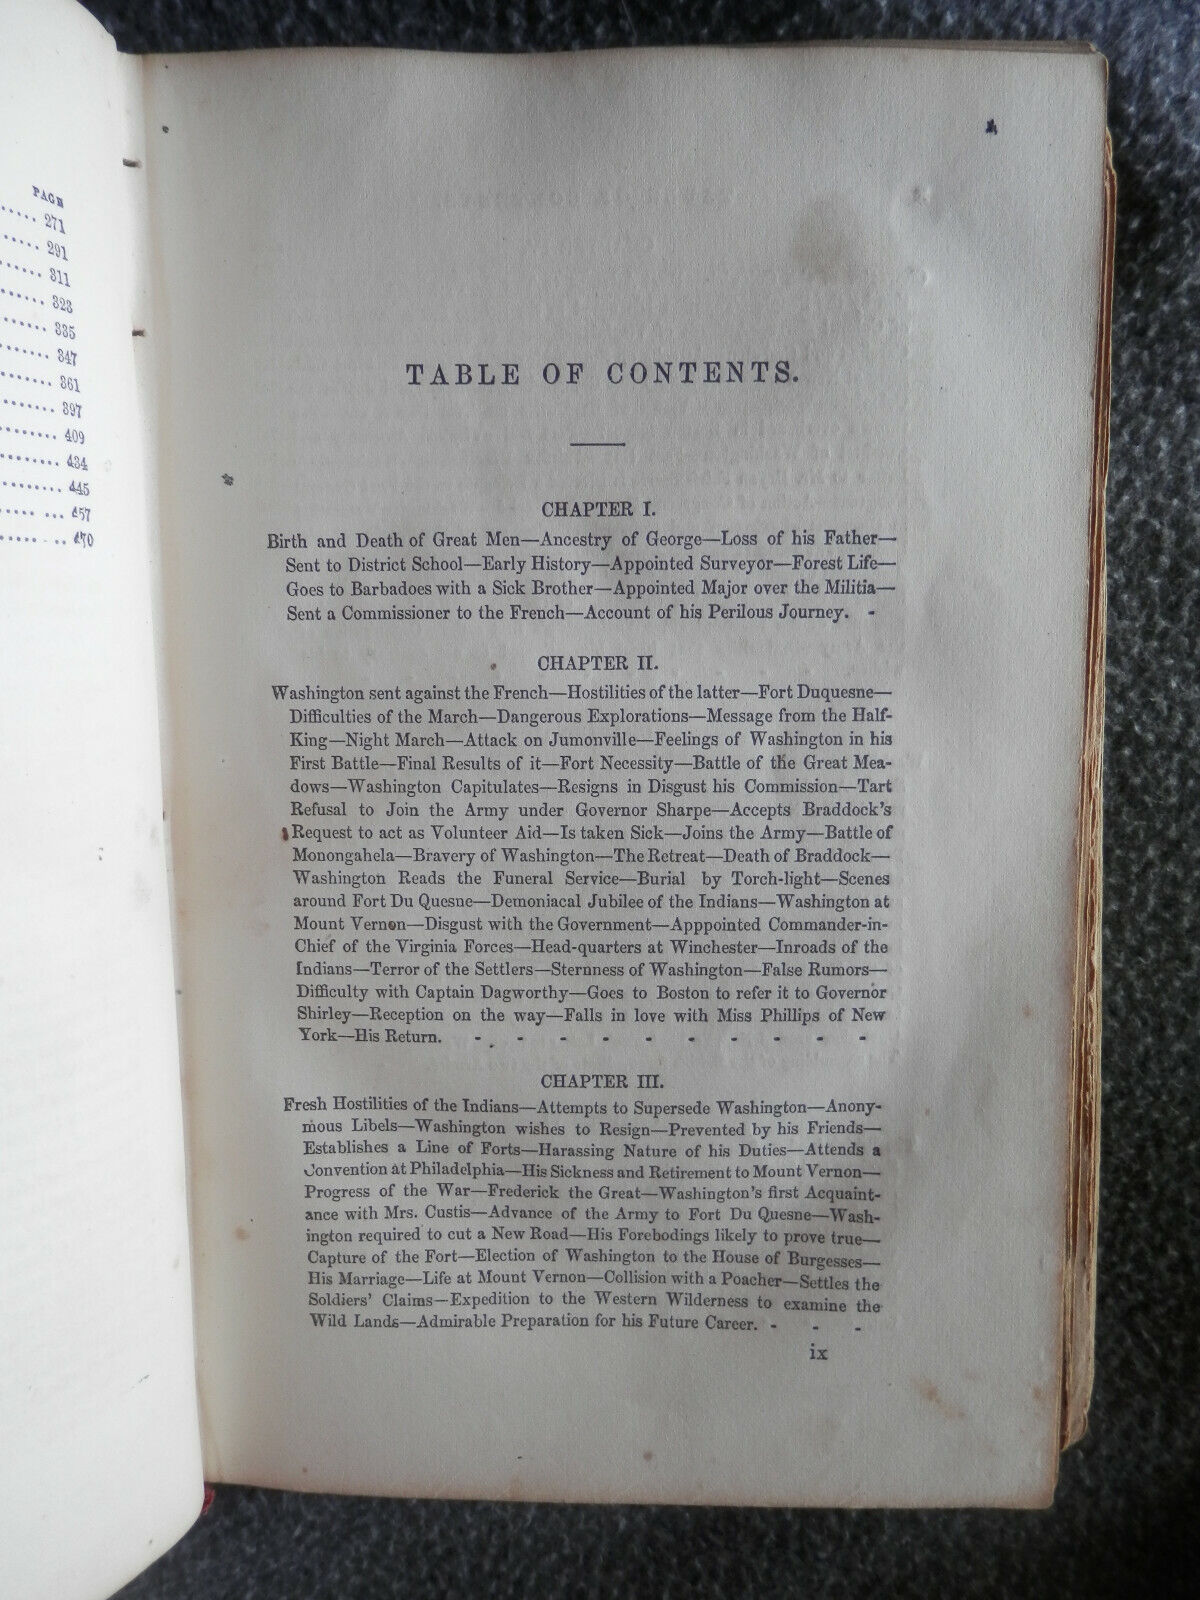 PAGE
271
291
311
323
335
347
361
397
409
434
445
457
470
TABLE OF CONTENTS.
CHAPTER I.
Birth and Death of Great Men—Ancestry of George—Loss of his Father—
Sent to District School—Early History—Appointed Surveyor—Forest Life—
Goes to Barbadoes with a Sick Brother—Appointed Major over the Militia—
Sent a Commissioner to the French—Account of his Perilous Journey. -
CHAPTER II.
Washington sent against the French—Hostilities of the latter—Fort Duquesne—
Difficulties of the March—Dangerous Explorations—Message from the Half-
King—Night March—Attack on Jumonville—Feelings of Washington in his
First Battle—Final Results of it—Fort Necessity—Battle of the Great Mea-
dows—Washington Capitulates—Resigns in Disgust his Commission—Tart
Refusal to Join the Army under Governor Sharpe—Accepts Braddock's
Request to act as Volunteer Aid—Is taken Sick—Joins the Army—Battle of
Monongahela—Bravery of Washington—The Retreat—Death of Braddock—
Washington Reads the Funeral Service—Burial by Torch-light—Scenes
around Fort Du Quesne—Demoniacal Jubilee of the Indians—Washington at
Mount Vernon—Disgust with the Government—Apppointed Commander-in-
Chief of the Virginia Forces—Head-quarters at Winchester—Inroads of the
Indians—Terror of the Settlers—Sternness of Washington—False Rumors—
Difficulty with Captain Dagworthy—Goes to Boston to refer it to Governor
Shirley—Reception on the way—Falls in love with Miss Phillips of New
York—His Return. - - - - - - - - - -
CHAPTER III.
Fresh Hostilities of the Indians—Attempts to Supersede Washington—Anony-
mous Libels—Washington wishes to Resign—Prevented by his Friends—
Establishes a Line of Forts—Harassing Nature of his Duties—Attends a
Convention at Philadelphia—His Sickness and Retirement to Mount Vernon—
Progress of the War—Frederick the Great—Washington's first Acquaint-
ance with Mrs. Custis—Advance of the Army to Fort Du Quesne—Wash-
ington required to cut a New Road—His Forebodings likely to prove true—
Capture of the Fort—Election of Washington to the House of Burgesses—
His Marriage—Life at Mount Vernon—Collision with a Poacher—Settles the
Soldiers' Claims—Expedition to the Western Wilderness to examine the
Wild Lands—Admirable Preparation for his Future Career. - - -
ix